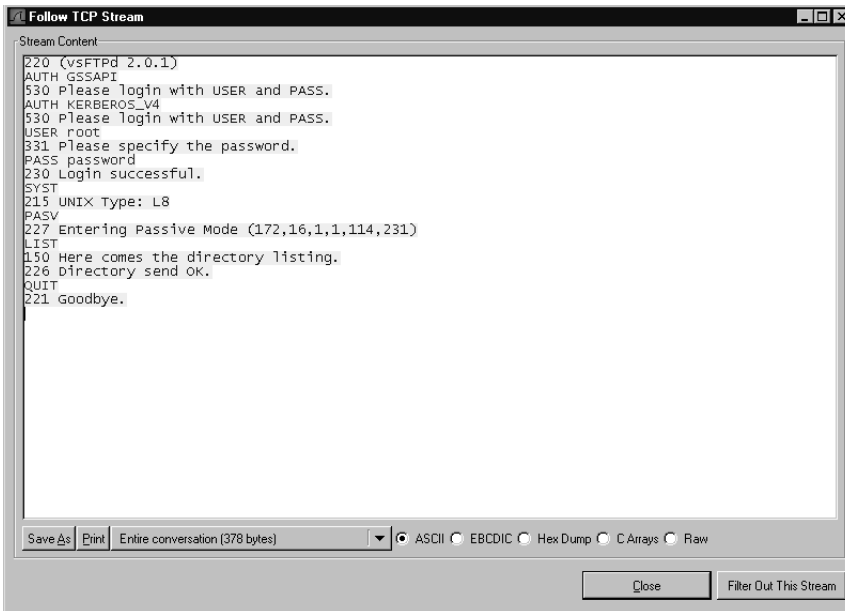 Follow TCP Stream
Stream Content
220 (vsFTPd 2.0.1)
AUTH GSSAPI
530 Please login with USER and PASS.
AUTH KERBEROS_V4
530 Please login with USER and PASS.
USER root
331 Please specify the password.
PASS password
230 Login successful.
SYST
215 UNIX Type: L8
PASV
227 Entering Passive Mode (172,16,1,1,114,231)
LIST
150 Here comes the directory listing.
226 Directory send OK.
QUIT
221 Goodbye.
Save As Print Entire conversation (378 bytes) ASCII EBCDIC Hex Dump C Arrays Raw
Close Filter Out This Stream